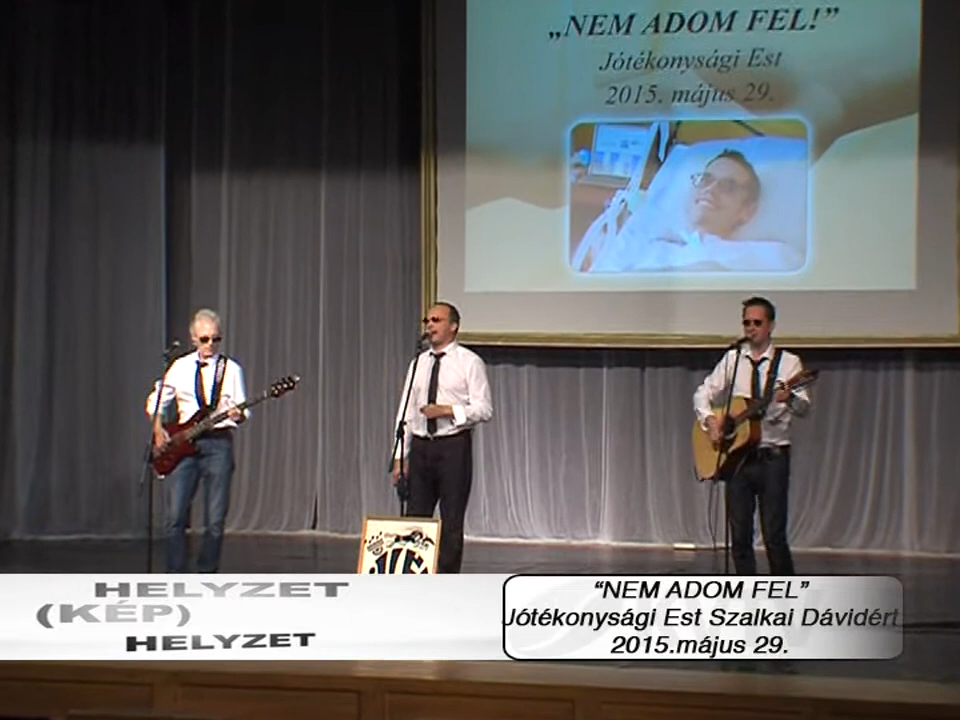 „NEM ADOM FEL!”
Jótékonysági Est
2015. május 29.
HELYZET
(KÉP)
HELYZET
“NEM ADOM FEL”
Jótékonysági Est Szalkai Dávidért
2015.május 29.